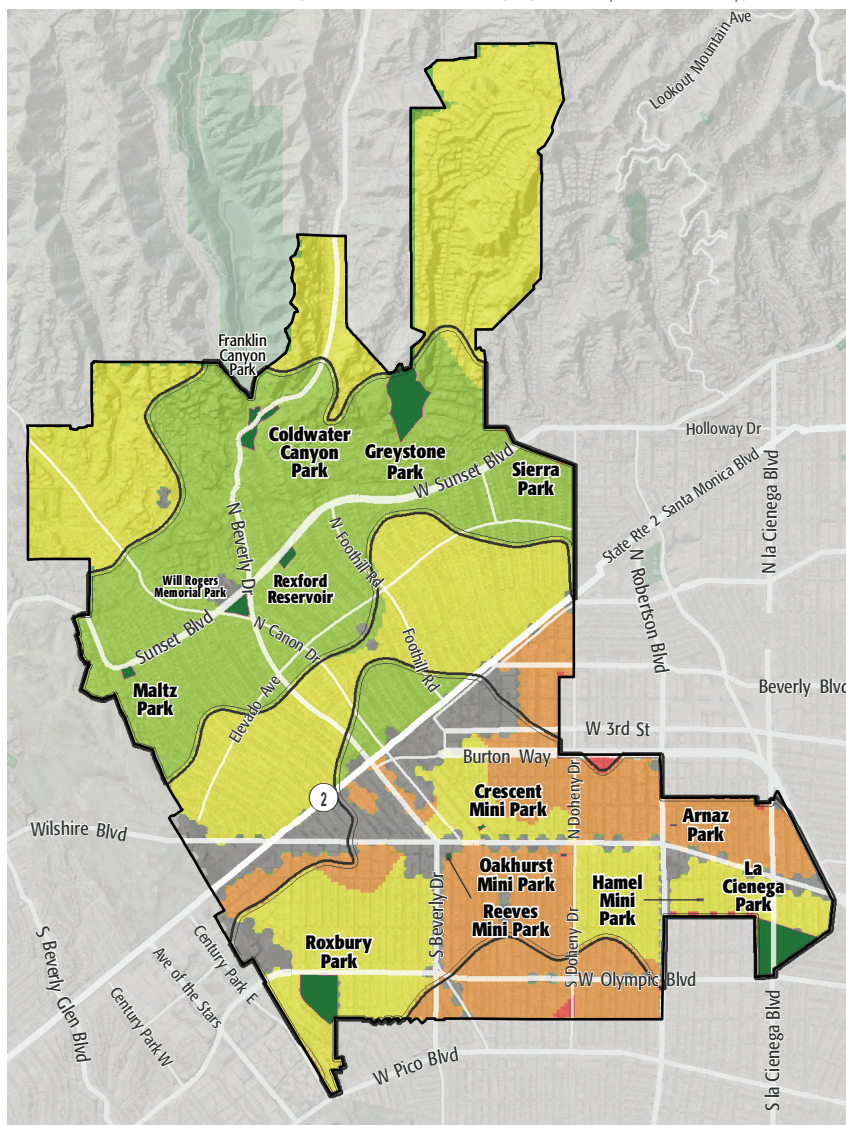 Lookout Mountain Ave
Franklin
Canyon
Park
Coldwater
Canyon
Park
Greystone
Park
W Sunset Blvd
Sierra
Park
Holloway Dr
State Rte 2 Santa Monica Blvd
N la Cienega Blvd
N Beverly Dr
N Foothill Rd
Will Rogers
Memorial Park
Rexford
Reservoir
N Robertson Blvd
Sunset Blvd
N Canon Dr
Foothill Rd
Maltz
Park
Elevado Ave
Beverly Blvd
W 3rd St
Burton Way
2
Crescent
Mini Park
N Doheny Dr
Arnaz
Park
Wilshire Blvd
Oakhurst
Mini Park
Hamel
Mini
Park
La
Cienega
Park
Reeves
Mini Park
S Beverly Dr
S Doheny Dr
Roxbury
Park
W Olympic Blvd
S Beverly Glen Blvd
Century Park E
Ave of the Stars
Century Park W
W Pico Blvd
S la Cienega Blvd